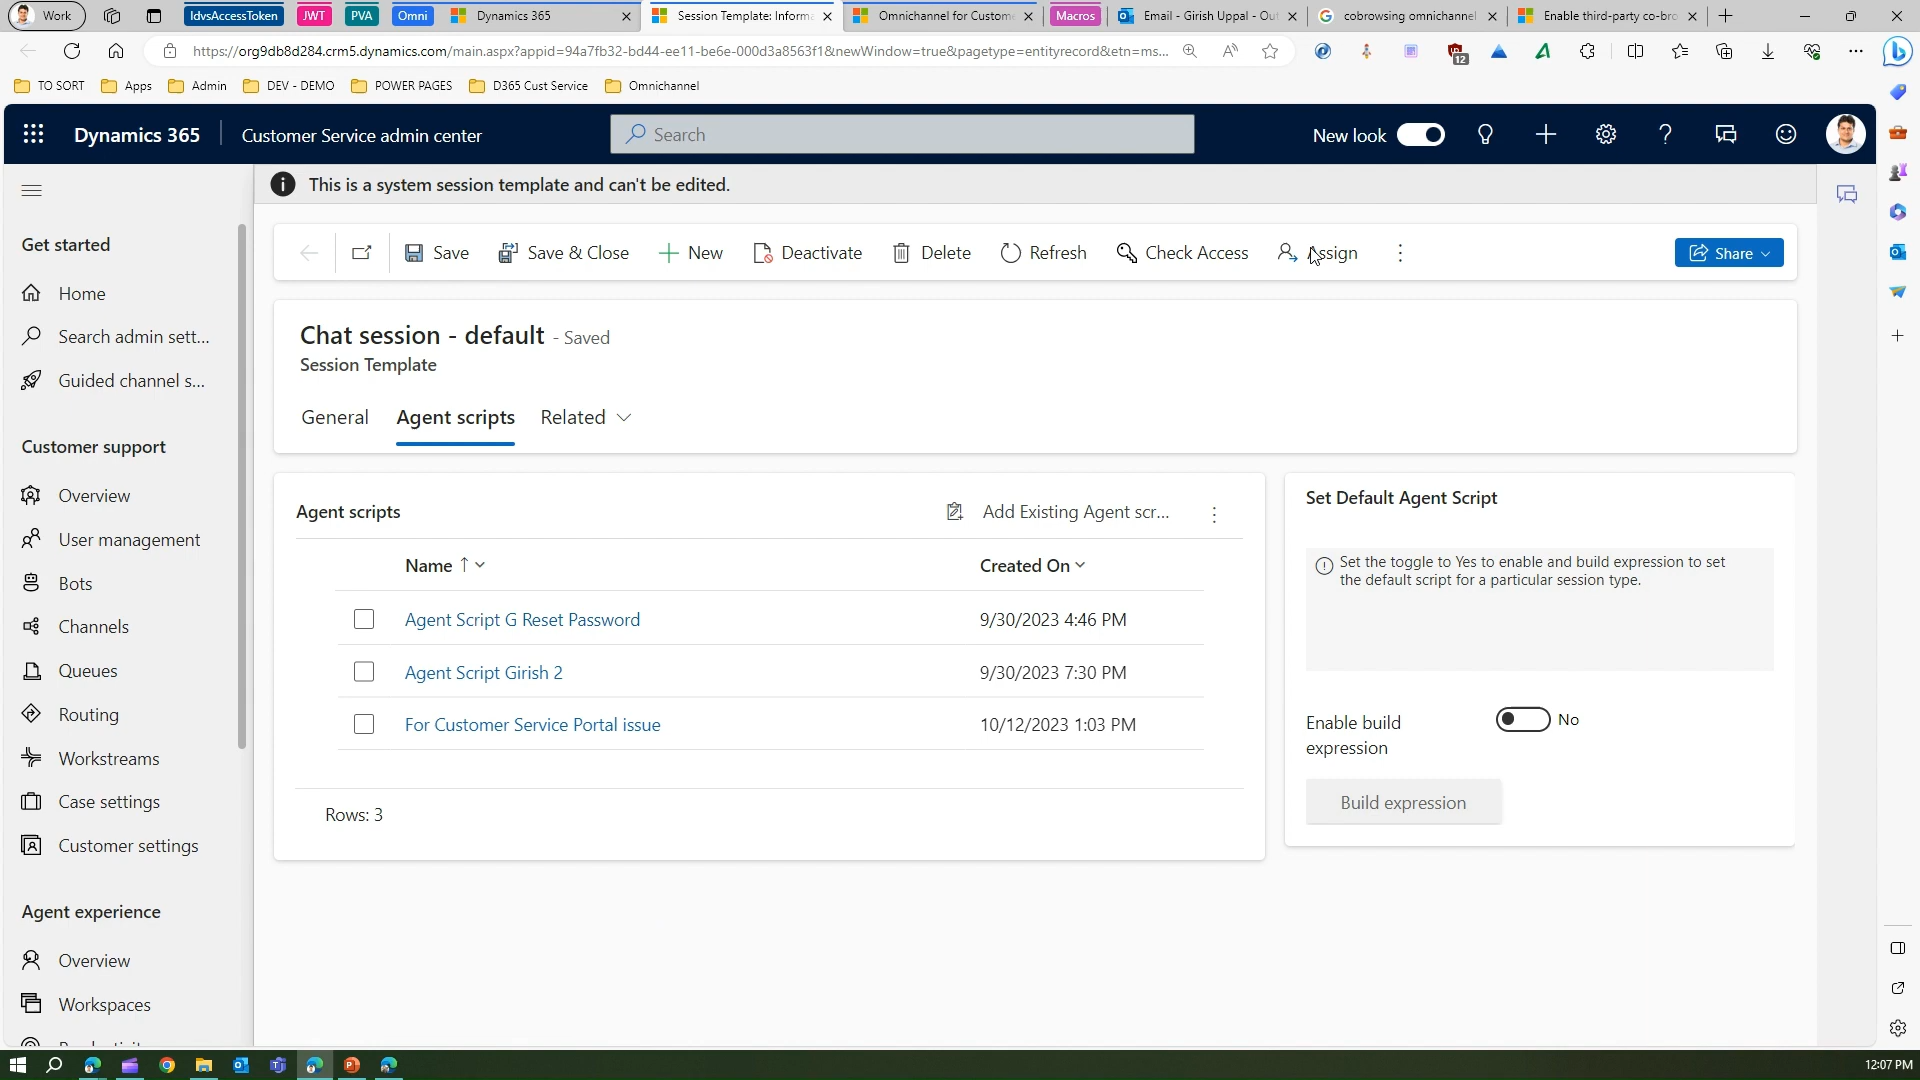 Work
IdvsAccessToken
JWT
PVA
Omni
Dynamics 365
Session Template: Informa
Omnichannel for Custome
Macros
Email - Girish Uppal - Out
cobrowsing omnichannel
Enable third-party co-bro
https://org9db8d284.crm5.dynamics.com/main.aspx?appid=94a7fb32-bd44-ee11-be6e-000d3a8563f1&newWindow=true&pagetype=entityrecord&etn=ms...
12
TO SORT
Apps
Admin
DEV - DEMO
POWER PAGES
D365 Cust Service
Omnichannel
Dynamics 365
Customer Service admin center
Search
New look
This is a system session template and can't be edited.
Save
Save & Close
New
Deactivate
Delete
Refresh
Check Access
Assign
Share
Get started
Home
Search admin sett...
Guided channel s...
Customer support
Overview
User management
Bots
Channels
Queues
Routing
Workstreams
Case settings
Customer settings
Agent experience
Overview
Workspaces
Chat session - default - Saved
Session Template
General
Agent scripts
Related
Agent scripts
Add Existing Agent scr...
Name
Created On
Agent Script G Reset Password
9/30/2023 4:46 PM
Agent Script Girish 2
9/30/2023 7:30 PM
For Customer Service Portal issue
10/12/2023 1:03 PM
Rows: 3
Set Default Agent Script
Set the toggle to Yes to enable and build expression to set
the default script for a particular session type.
Enable build
expression
No
Build expression
12:07 PM